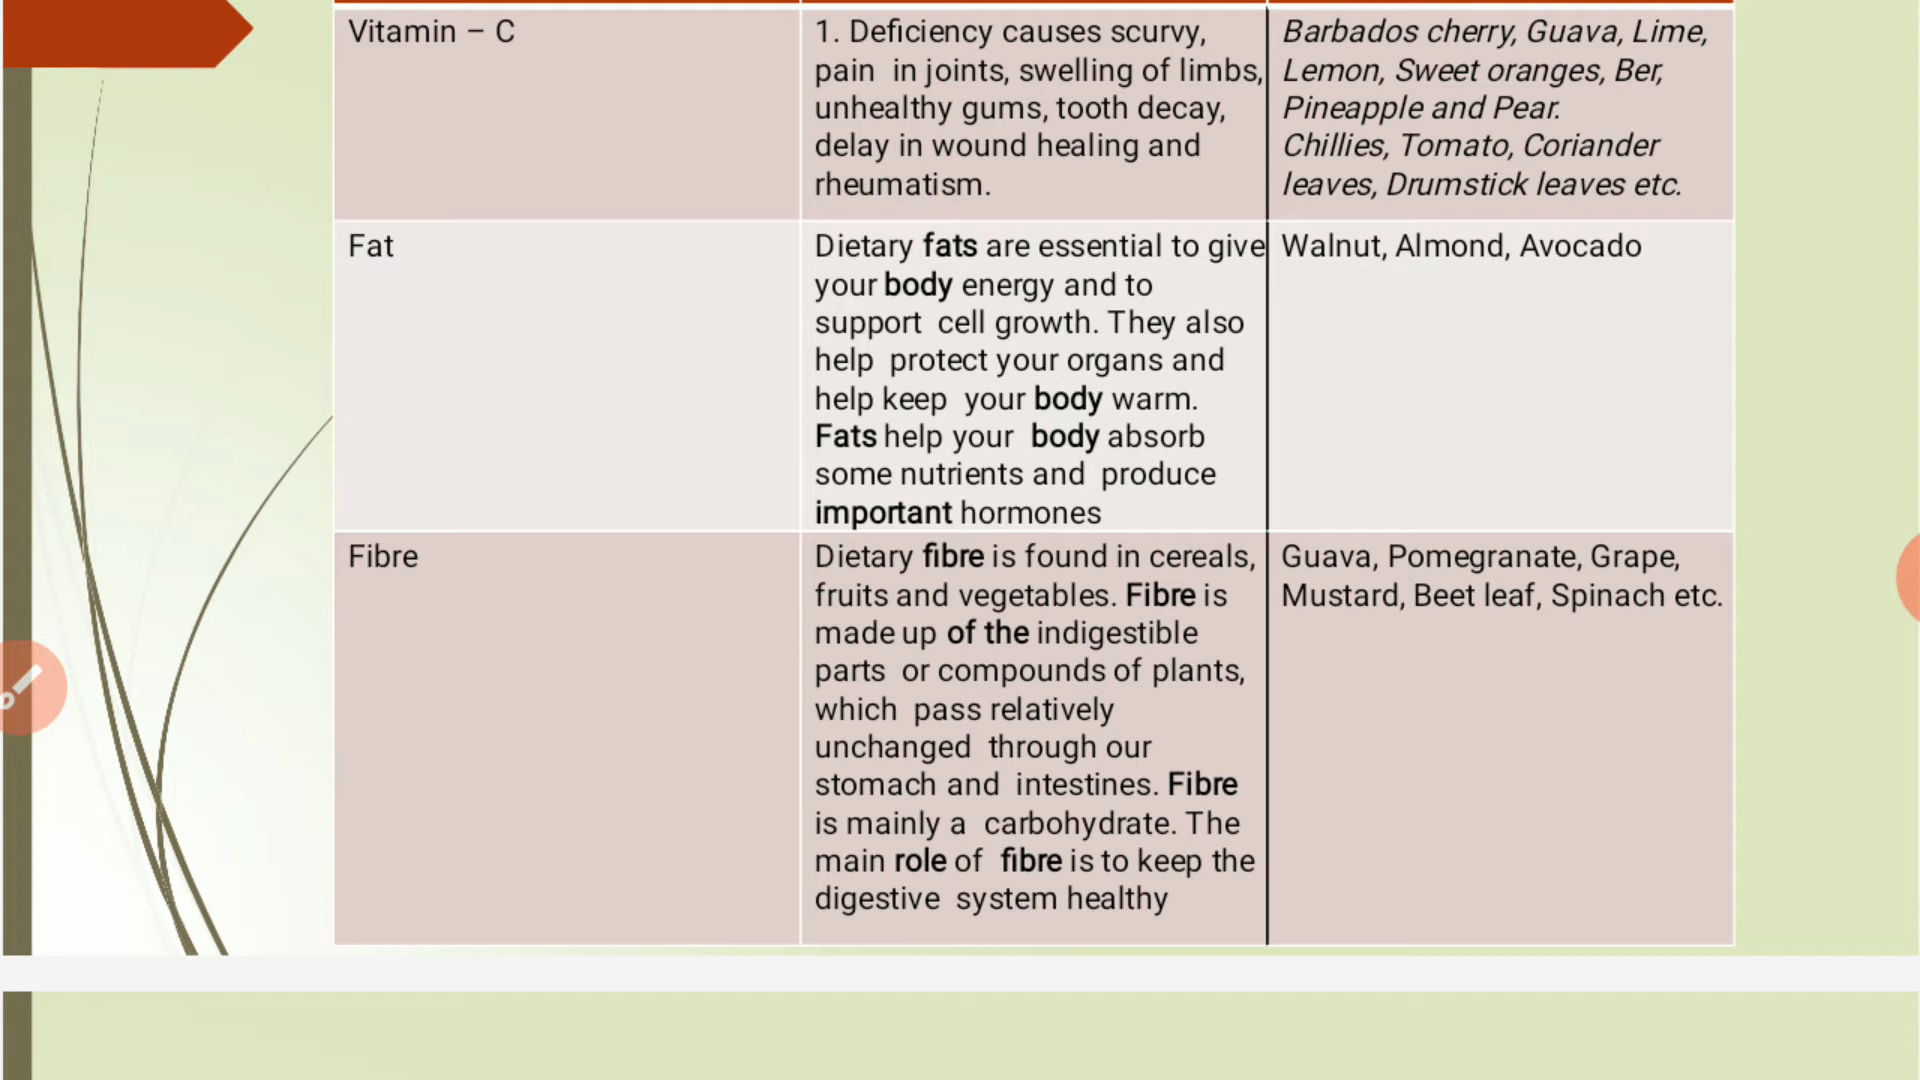 Vitamin – C
1. Deficiency causes scurvy,
pain in joints, swelling of limbs,
unhealthy gums, tooth decay,
delay in wound healing and
rheumatism.
Barbados cherry, Guava, Lime,
Lemon, Sweet oranges, Ber,
Pineapple and Pear.
Chillies, Tomato, Coriander
leaves, Drumstick leaves etc.
Fat
Dietary fats are essential to give
your body energy and to
support cell growth. They also
help protect your organs and
help keep your body warm.
Fats help your body absorb
some nutrients and produce
important hormones
Walnut, Almond, Avocado
Fibre
Dietary fibre is found in cereals,
fruits and vegetables. Fibre is
made up of the indigestible
parts or compounds of plants,
which pass relatively
unchanged through our
stomach and intestines. Fibre
is mainly a carbohydrate. The
main role of fibre is to keep the
digestive system healthy
Guava, Pomegranate, Grape,
Mustard, Beet leaf, Spinach etc.